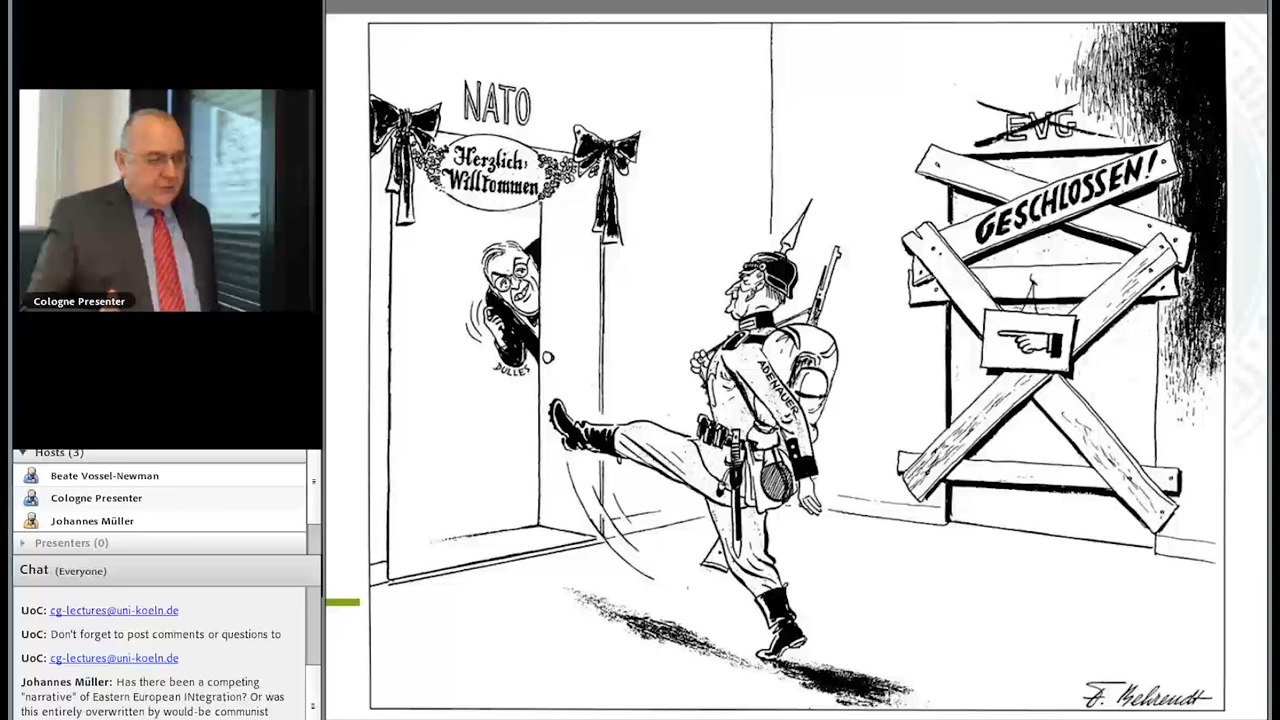 Cologne Presenter
Hosts (3)
Beate Vossel-Newman
Cologne Presenter
Johannes Müller
Presenters (0)
Chat (Everyone)
UoC: cg-lectures@uni-koeln.de
UoC: Don't forget to post comments or questions to
UoC: cg-lectures@uni-koeln.de
Johannes Müller: Has there been a competing
"narrative" of Eastern European INtegration? Or was
this entirely overwritten by would-be communist
NATO
Herzlich:
Willkommen
DULLES
ADENAUER
EVG
GESCHLOSSEN!
F. Behrendt